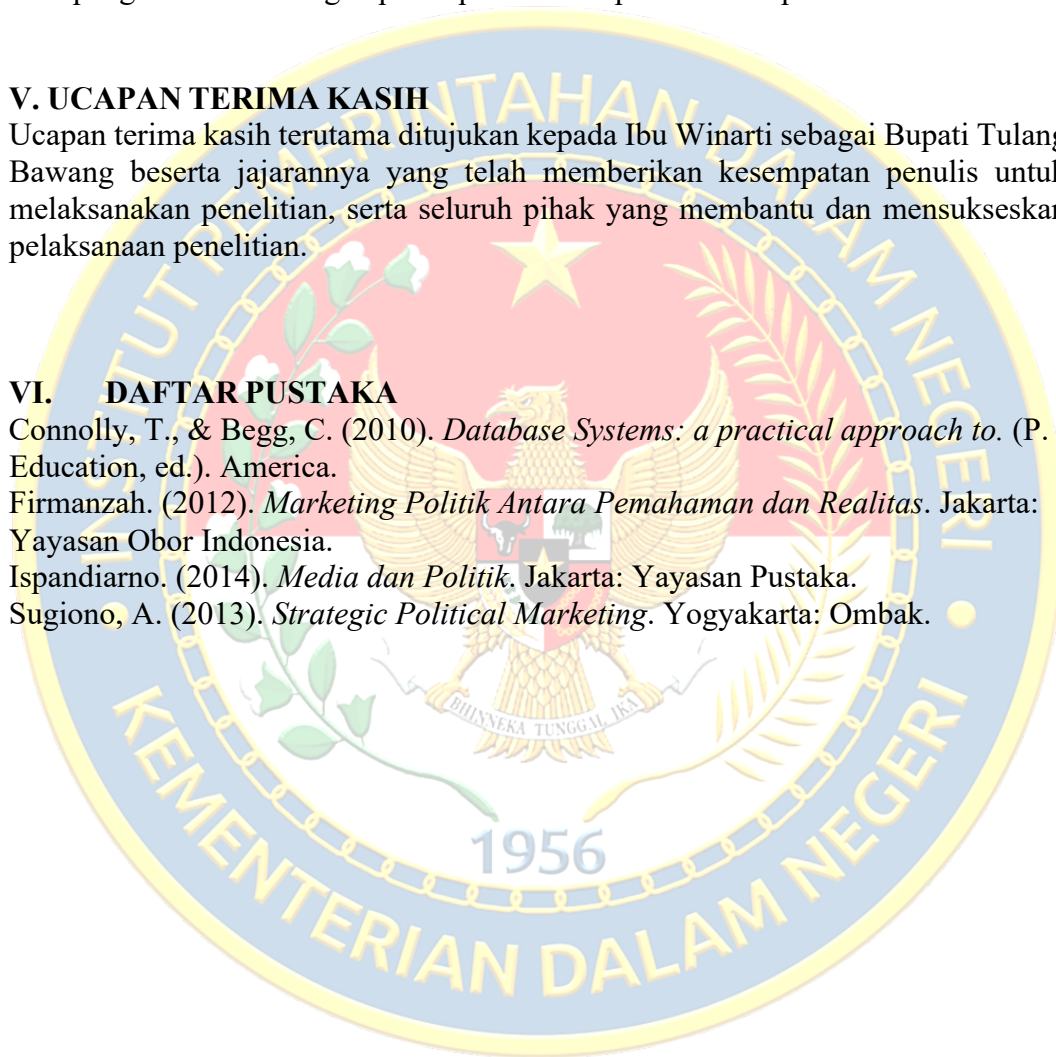 V. UCAPAN TERIMA KASIH
Ucapan terima kasih terutama ditujukan kepada Ibu Winarti sebagai Bupati Tulang
Bawang beserta jajarannya yang telah memberikan kesempatan penulis untuk
melaksanakan penelitian, serta seluruh pihak yang membantu dan mensukseskan
pelaksanaan penelitian.
VI. DAFTAR PUSTAKA
Connolly, T., & Begg, C. (2010). Database Systems: a practical approach to. (P.
Education, ed.). America.
Firmanzah. (2012). Marketing Politik Antara Pemahaman dan Realitas. Jakarta:
Yayasan Obor Indonesia.
Ispandiarno. (2014). Media dan Politik. Jakarta: Yayasan Pustaka.
Sugiono, A. (2013). Strategic Political Marketing. Yogyakarta: Ombak.
INSTITUT PEMERINTAHAN DALAM NEGERI
BHINNEKA TUNGGAL IKA
1956
KEMENTERIAN DALAM NEGERI